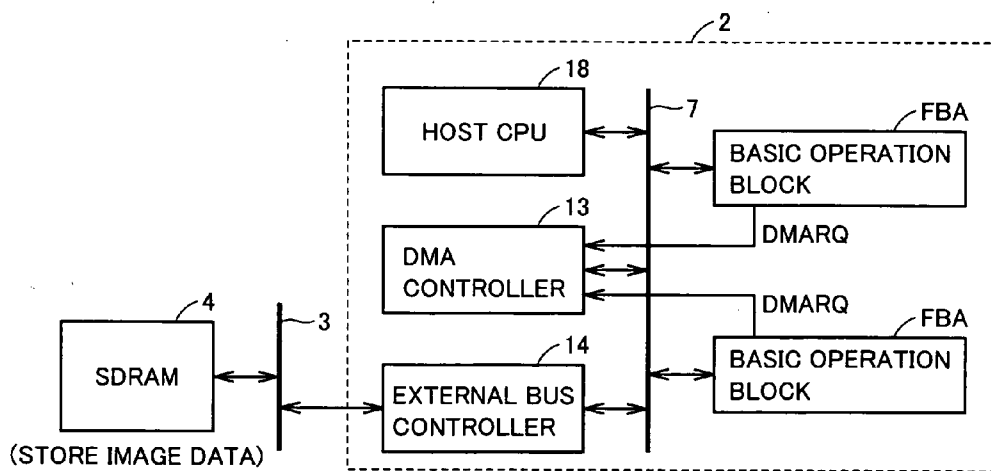 2
18
HOST CPU
7
FBA
BASIC OPERATION
BLOCK
DMARQ
13
DMA
CONTROLLER
DMARQ
FBA
BASIC OPERATION
BLOCK
4
SDRAM
(STORE IMAGE DATA)
3
14
EXTERNAL BUS
CONTROLLER